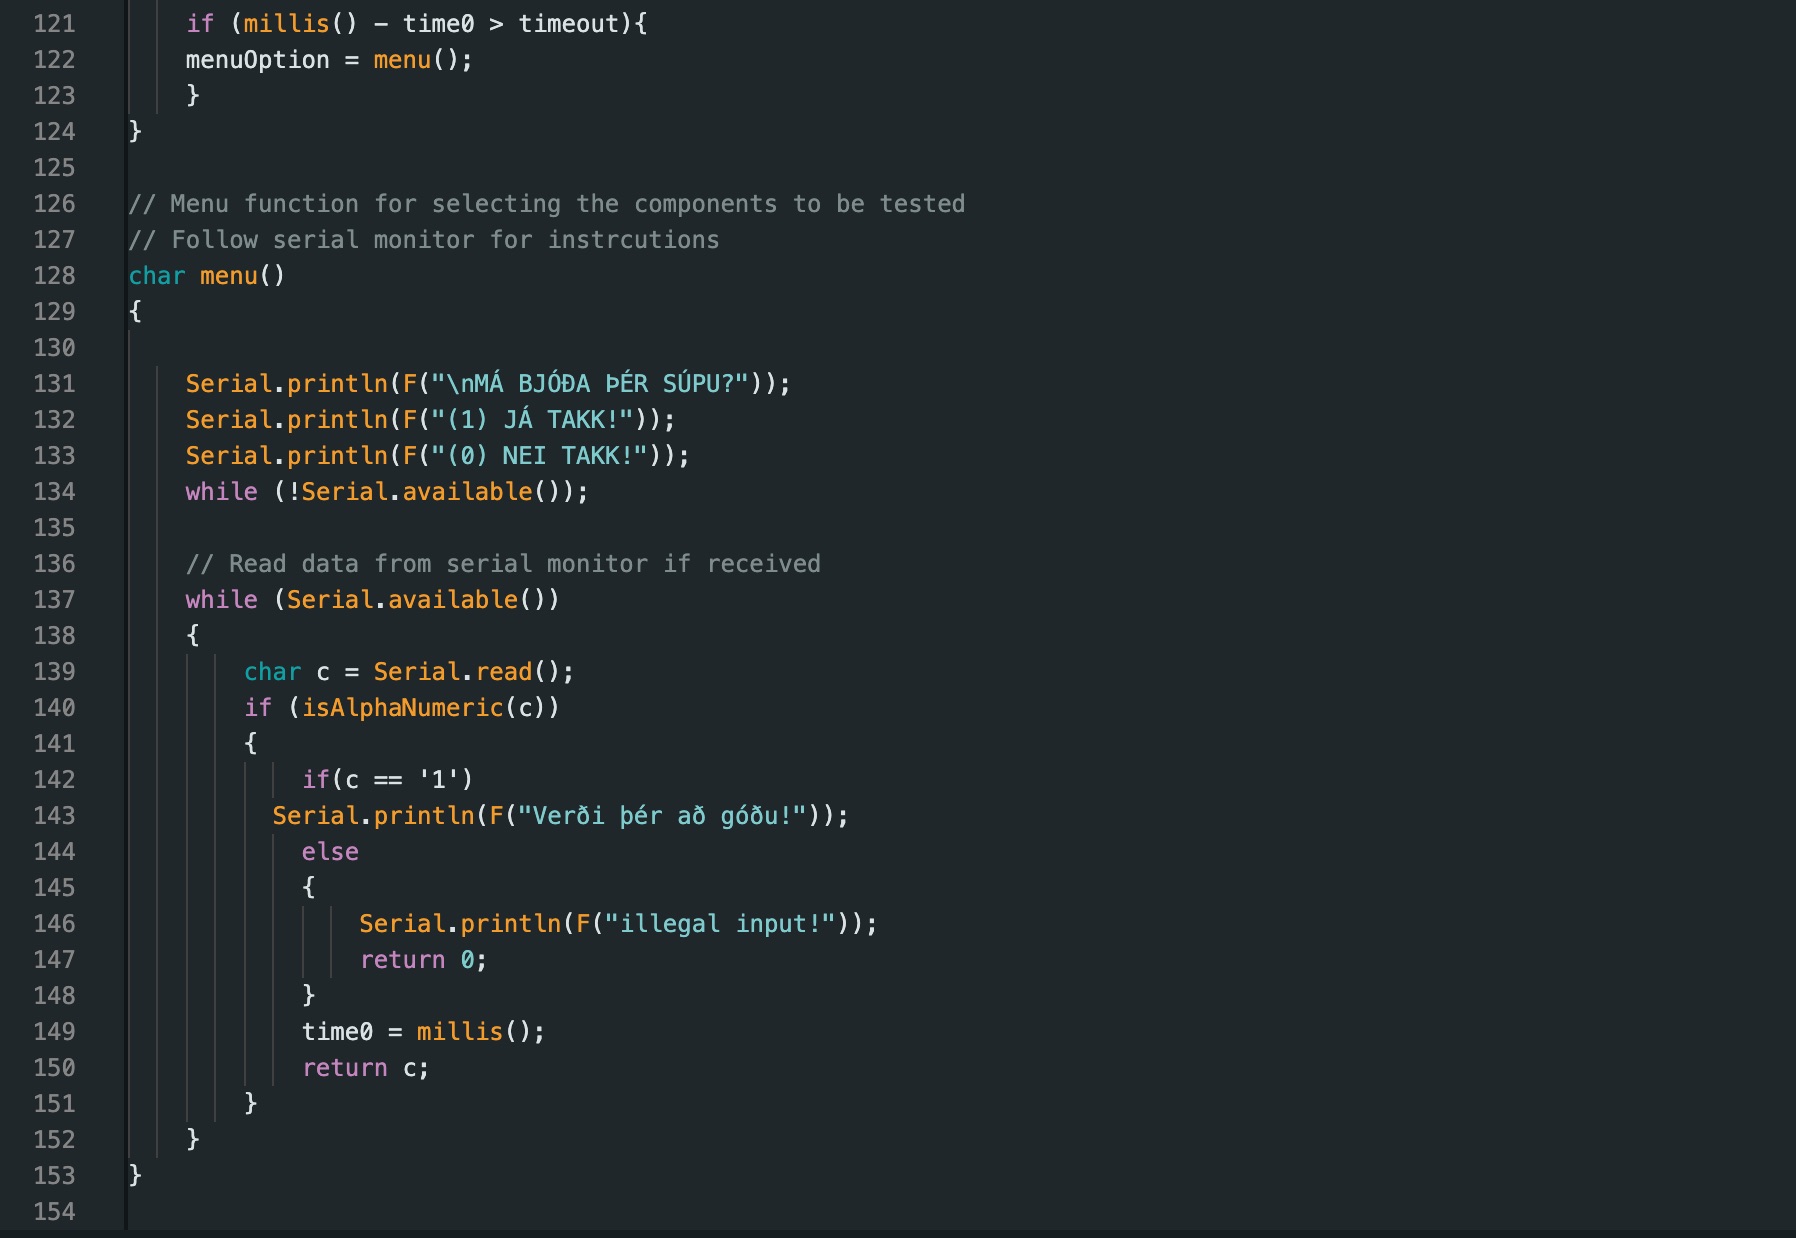 121 if (millis() - time0 > timeout){
122 menuOption = menu();
123 }
124 }
125
126 // Menu function for selecting the components to be tested
127 // Follow serial monitor for instrcutions
128 char menu()
129 {
130
131 Serial.println(F("\nMÁ BJÓÐA ÞÉR SÚPU?"));
132 Serial.println(F("(1) JÁ TAKK!"));
133 Serial.println(F("(0) NEI TAKK!"));
134 while (!Serial.available());
135
136 // Read data from serial monitor if received
137 while (Serial.available())
138 {
139 char c = Serial.read();
140 if (isAlphaNumeric(c))
141 {
142 if(c == '1')
143 Serial.println(F("Verði þér að góðu!"));
144 else
145 {
146 Serial.println(F("illegal input!"));
147 return 0;
148 }
149 time0 = millis();
150 return c;
151 }
152 }
153 }
154